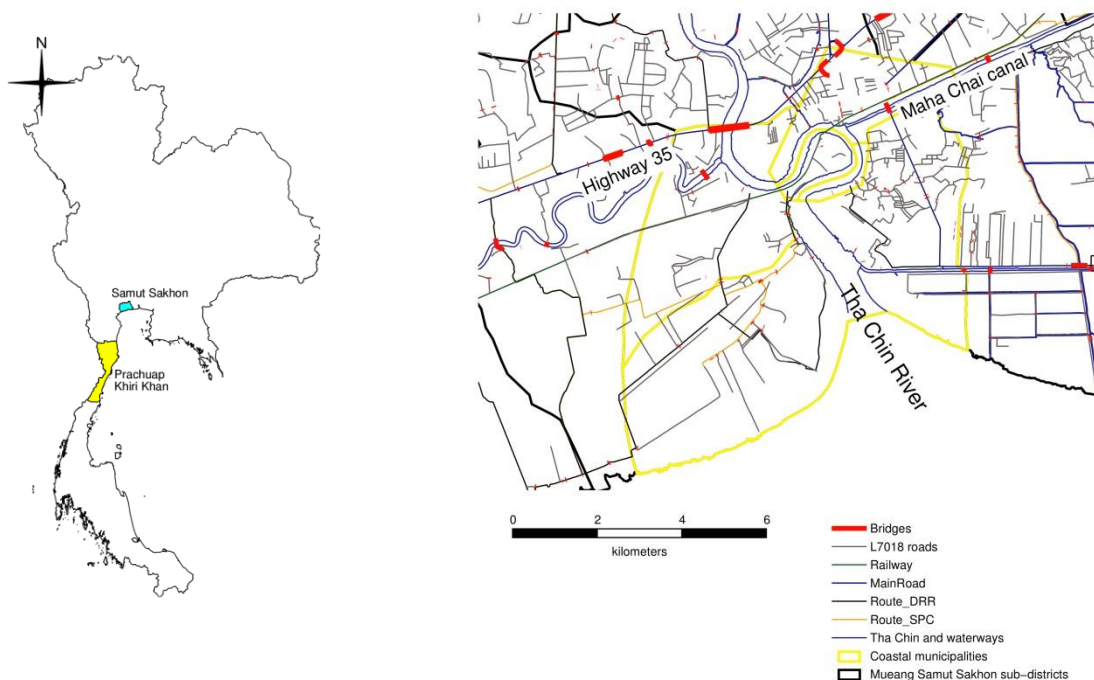 N
Samut Sakhon
Prachuap
Khiri Khan
Maha Chai canal
Highway 35
Tha Chin River
0 2 4 6
kilometers
Bridges
L7018 roads
Railway
MainRoad
Route_DRR
Route_SPC
Tha Chin and waterways
Coastal municipalities
Mueang Samut Sakhon sub-districts